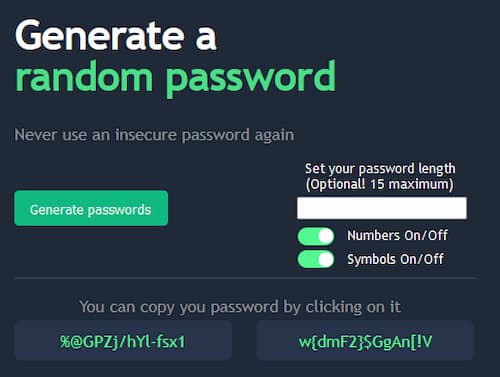 Generate a
random password
Never use an insecure password again
Set your password length
(Optional! 15 maximum)
Generate passwords
Numbers On/Off
Symbols On/Off
You can copy you password by clicking on it
%@GPZj/hYl-fsx1
w{dmF2}$GgAn[!V